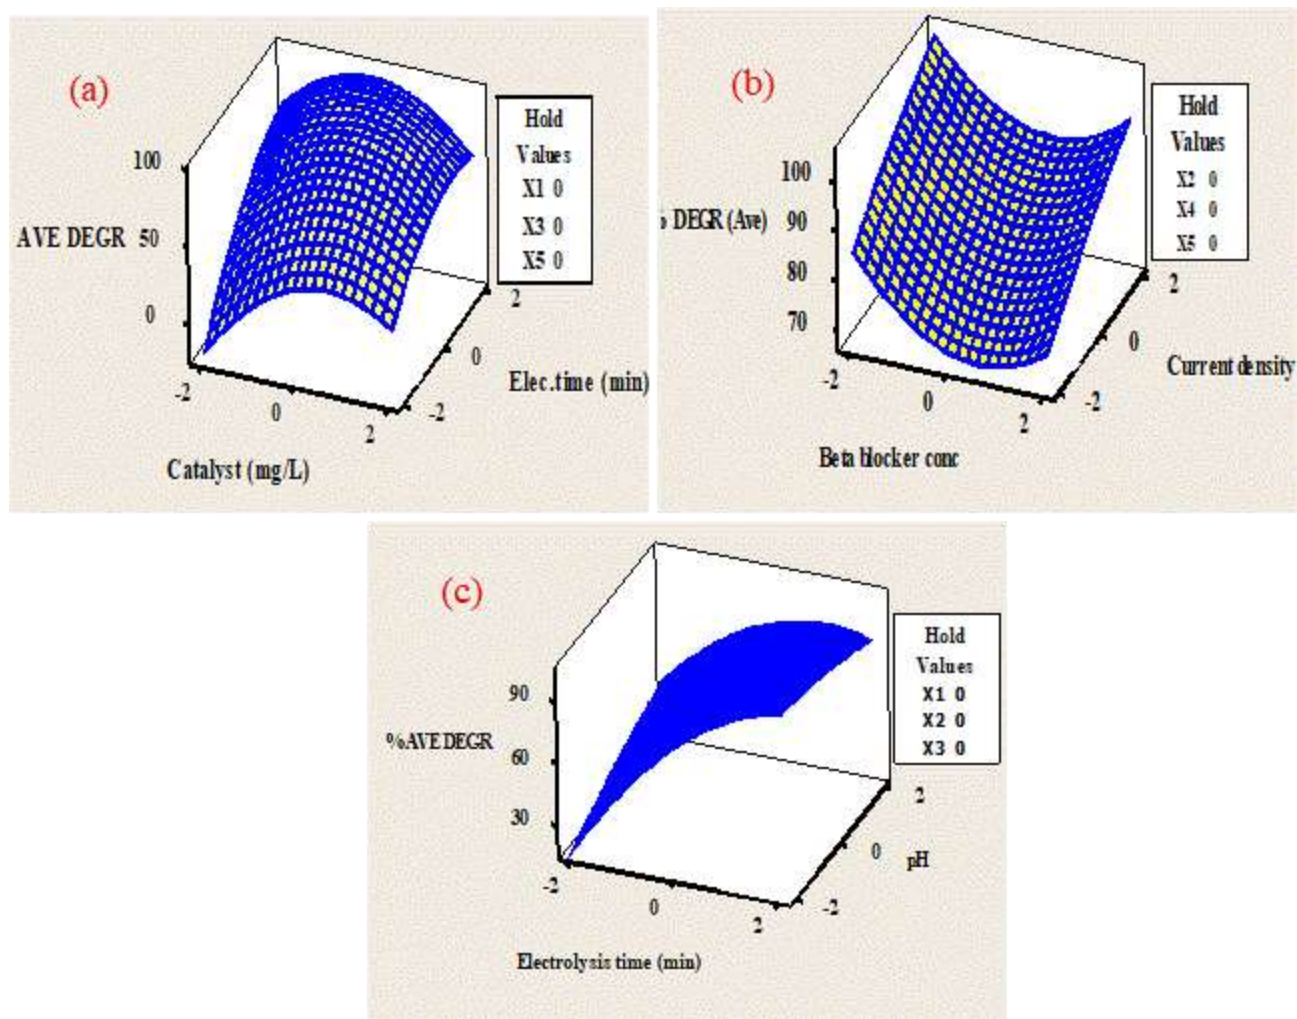 (a)
Hold
Values
X1 0
X3 0
X5 0
100
AVE DEGR 50
0
2
0
-2
Elec.time (min)
-2
0
2
Catalyst (mg/L)
(b)
Hold
Values
X2 0
X4 0
X5 0
100
% DEGR (Ave) 90
80
70
2
0
-2
Current density
-2
0
2
Beta blocker conc
(c)
Hold
Values
X1 0
X2 0
X3 0
90
%AVE DEGR
60
30
2
0
-2
pH
-2
0
2
Electrolysis time (min)